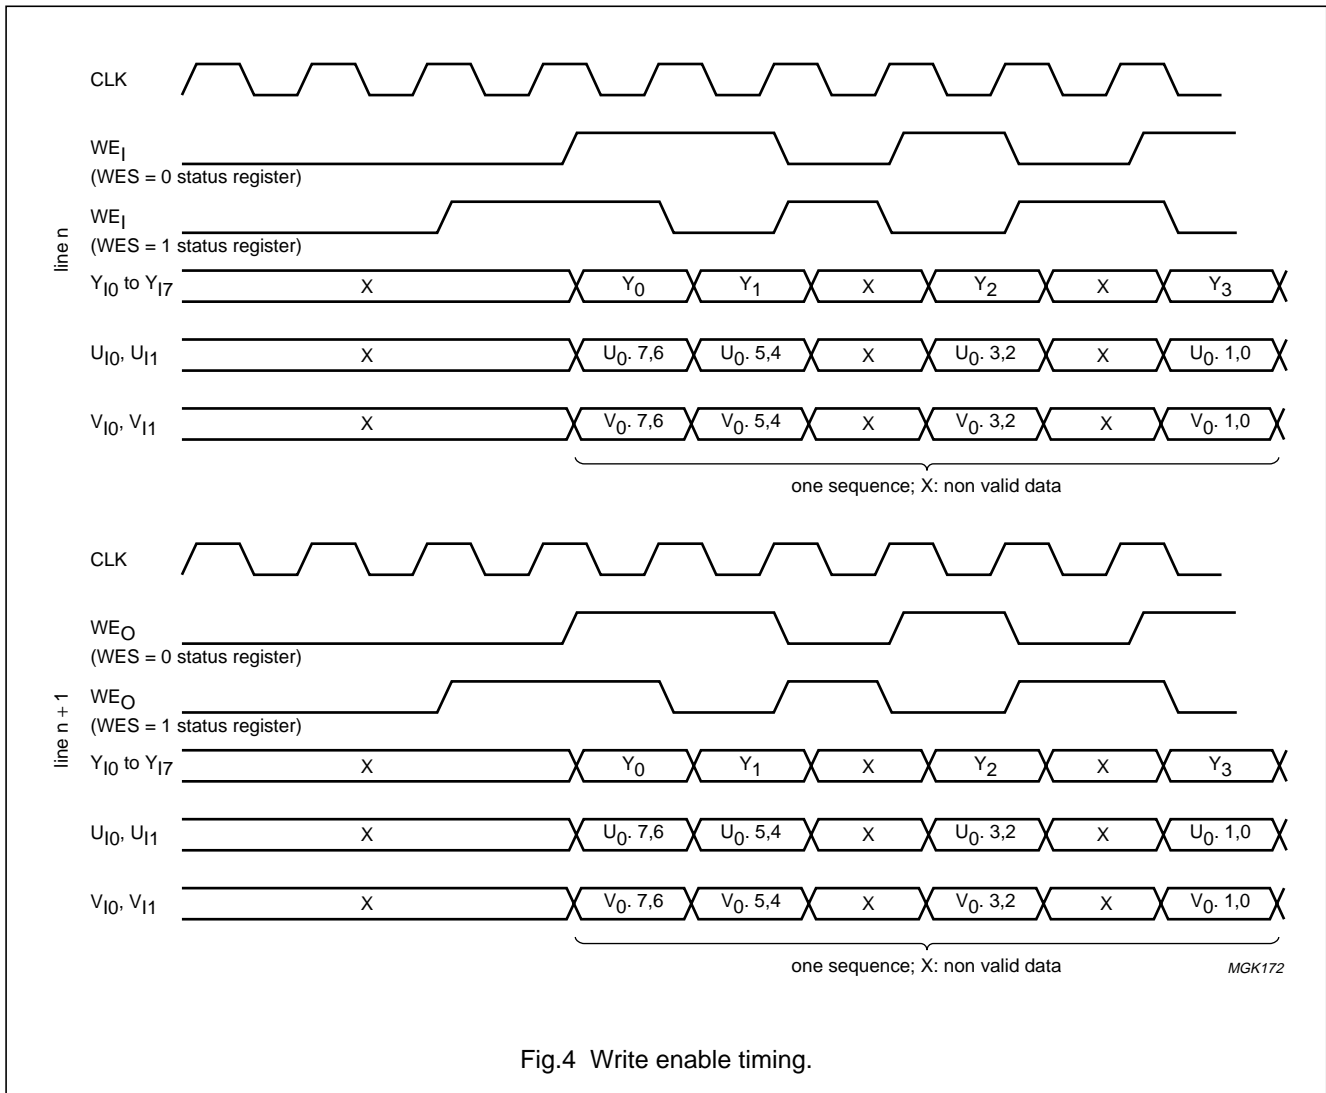 CLK
WEI
(WES = 0 status register)
WEI
(WES = 1 status register)
line n
YI0 to YI7 X Y0 Y1 X Y2 X Y3
UI0, UI1 X U0. 7,6 U0. 5,4 X U0. 3,2 X U0. 1,0
VI0, VI1 X V0. 7,6 V0. 5,4 X V0. 3,2 X V0. 1,0
one sequence; X: non valid data
CLK
WEO
(WES = 0 status register)
WEO
(WES = 1 status register)
line n + 1
YI0 to YI7 X Y0 Y1 X Y2 X Y3
UI0, UI1 X U0. 7,6 U0. 5,4 X U0. 3,2 X U0. 1,0
VI0, VI1 X V0. 7,6 V0. 5,4 X V0. 3,2 X V0. 1,0
one sequence; X: non valid data
MGK172
Fig.4 Write enable timing.